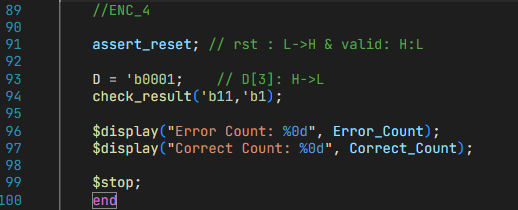 89 //ENC_4
90
91 assert_reset; // rst : L->H & valid: H:L
92
93 D = 'b0001; // D[3]: H->L
94 check_result('b11,'b1);
95
96 $display("Error Count: %0d", Error_Count);
97 $display("Correct Count: %0d", Correct_Count);
98
99 $stop;
100 end